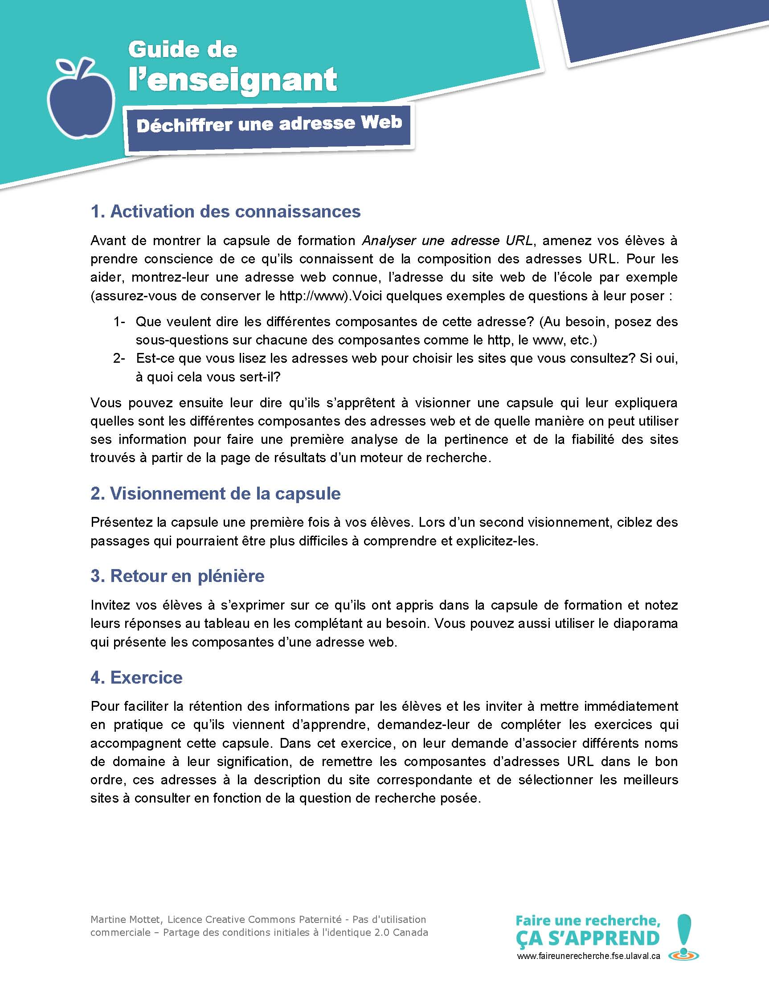 Guide de
l’enseignant
Déchiffrer une adresse Web
1. Activation des connaissances
Avant de montrer la capsule de formation Analyser une adresse URL, amenez vos élèves à
prendre conscience de ce qu’ils connaissent de la composition des adresses URL. Pour les
aider, montrez-leur une adresse web connue, l’adresse du site web de l’école par exemple
(assurez-vous de conserver le http://www).Voici quelques exemples de questions à leur poser :
1- Que veulent dire les différentes composantes de cette adresse? (Au besoin, posez des
sous-questions sur chacune des composantes comme le http, le www, etc.)
2- Est-ce que vous lisez les adresses web pour choisir les sites que vous consultez? Si oui,
à quoi cela vous sert-il?
Vous pouvez ensuite leur dire qu’ils s’apprêtent à visionner une capsule qui leur expliquera
quelles sont les différentes composantes des adresses web et de quelle manière on peut utiliser
ses information pour faire une première analyse de la pertinence et de la fiabilité des sites
trouvés à partir de la page de résultats d’un moteur de recherche.
2. Visionnement de la capsule
Présentez la capsule une première fois à vos élèves. Lors d’un second visionnement, ciblez des
passages qui pourraient être plus difficiles à comprendre et explicitez-les.
3. Retour en plénière
Invitez vos élèves à s’exprimer sur ce qu’ils ont appris dans la capsule de formation et notez
leurs réponses au tableau en les complétant au besoin. Vous pouvez aussi utiliser le diaporama
qui présente les composantes d’une adresse web.
4. Exercice
Pour faciliter la rétention des informations par les élèves et les inviter à mettre immédiatement
en pratique ce qu’ils viennent d’apprendre, demandez-leur de compléter les exercices qui
accompagnent cette capsule. Dans cet exercice, on leur demande d’associer différents noms
de domaine à leur signification, de remettre les composantes d’adresses URL dans le bon
ordre, ces adresses à la description du site correspondante et de sélectionner les meilleurs
sites à consulter en fonction de la question de recherche posée.
Martine Mottet, Licence Creative Commons Paternité - Pas d'utilisation
commerciale – Partage des conditions initiales à l'identique 2.0 Canada
Faire une recherche,
ÇA S’APPREND
www.faireunerecherche.fse.ulaval.ca